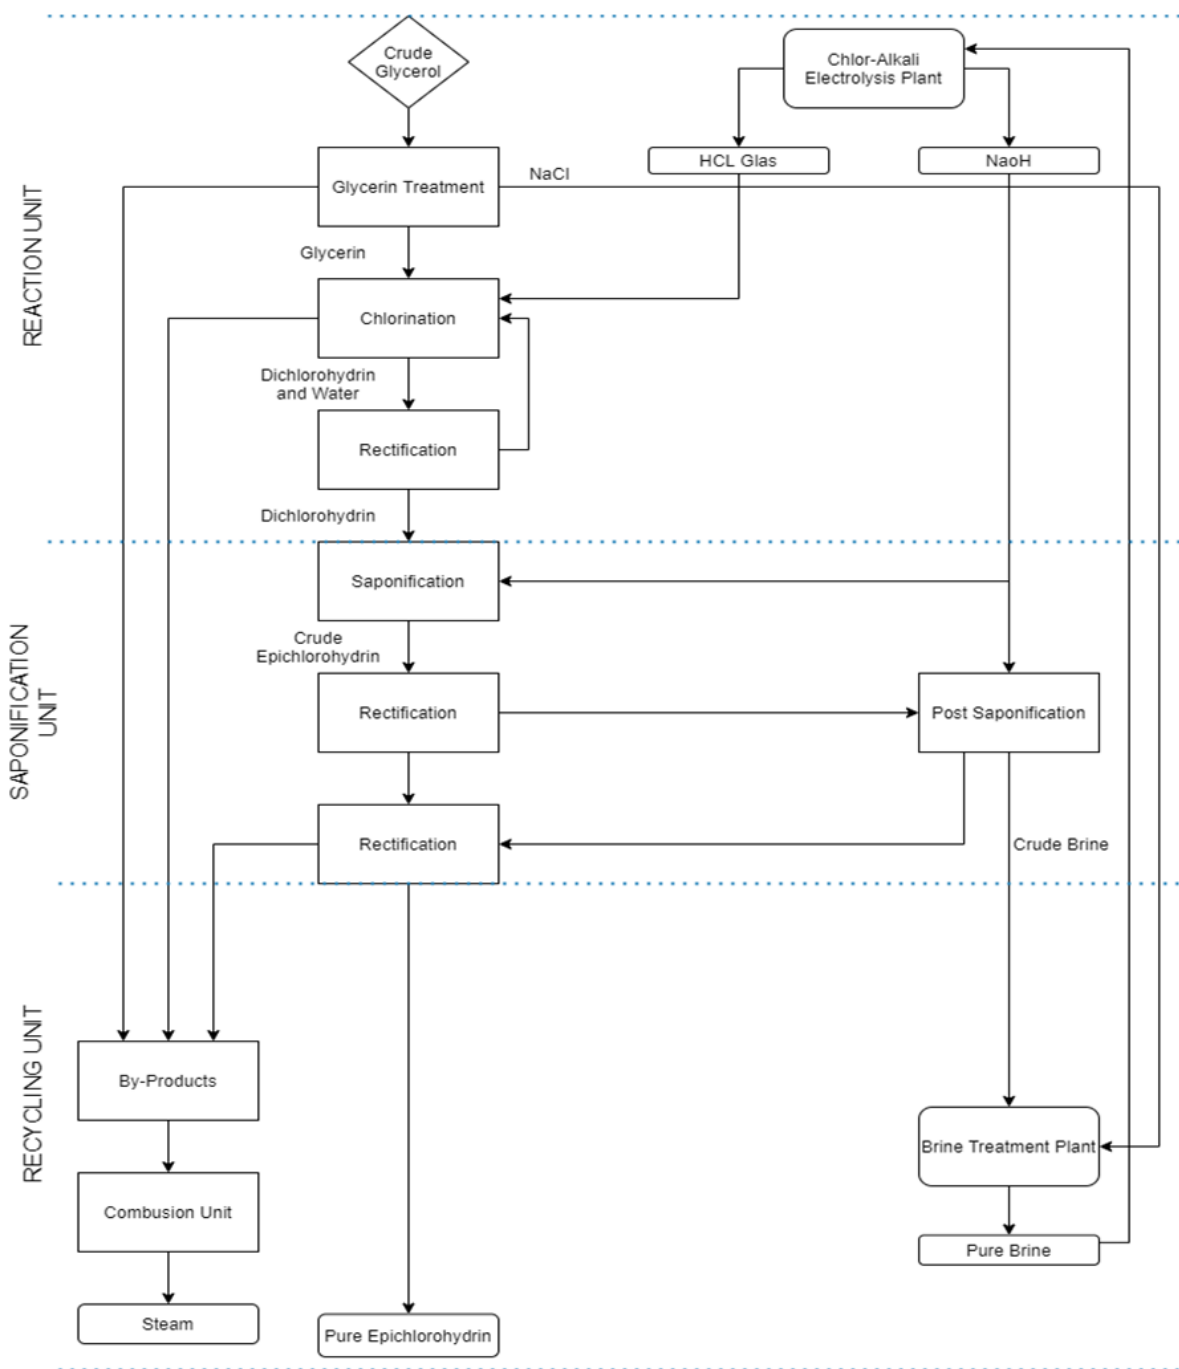 Crude
Glycerol
Chlor-Alkali
Electrolysis Plant
HCL Glas
NaoH
NaCl
Glycerin Treatment
REACTION UNIT
Glycerin
Chlorination
Dichlorohydrin
and Water
Rectification
Dichlorohydrin
Saponification
Crude
Epichlorohydrin
SAPONIFICATION
UNIT
Rectification
Post Saponification
Rectification
Crude Brine
RECYCLING UNIT
By-Products
Brine Treatment Plant
Combusion Unit
Pure Brine
Steam
Pure Epichlorohydrin